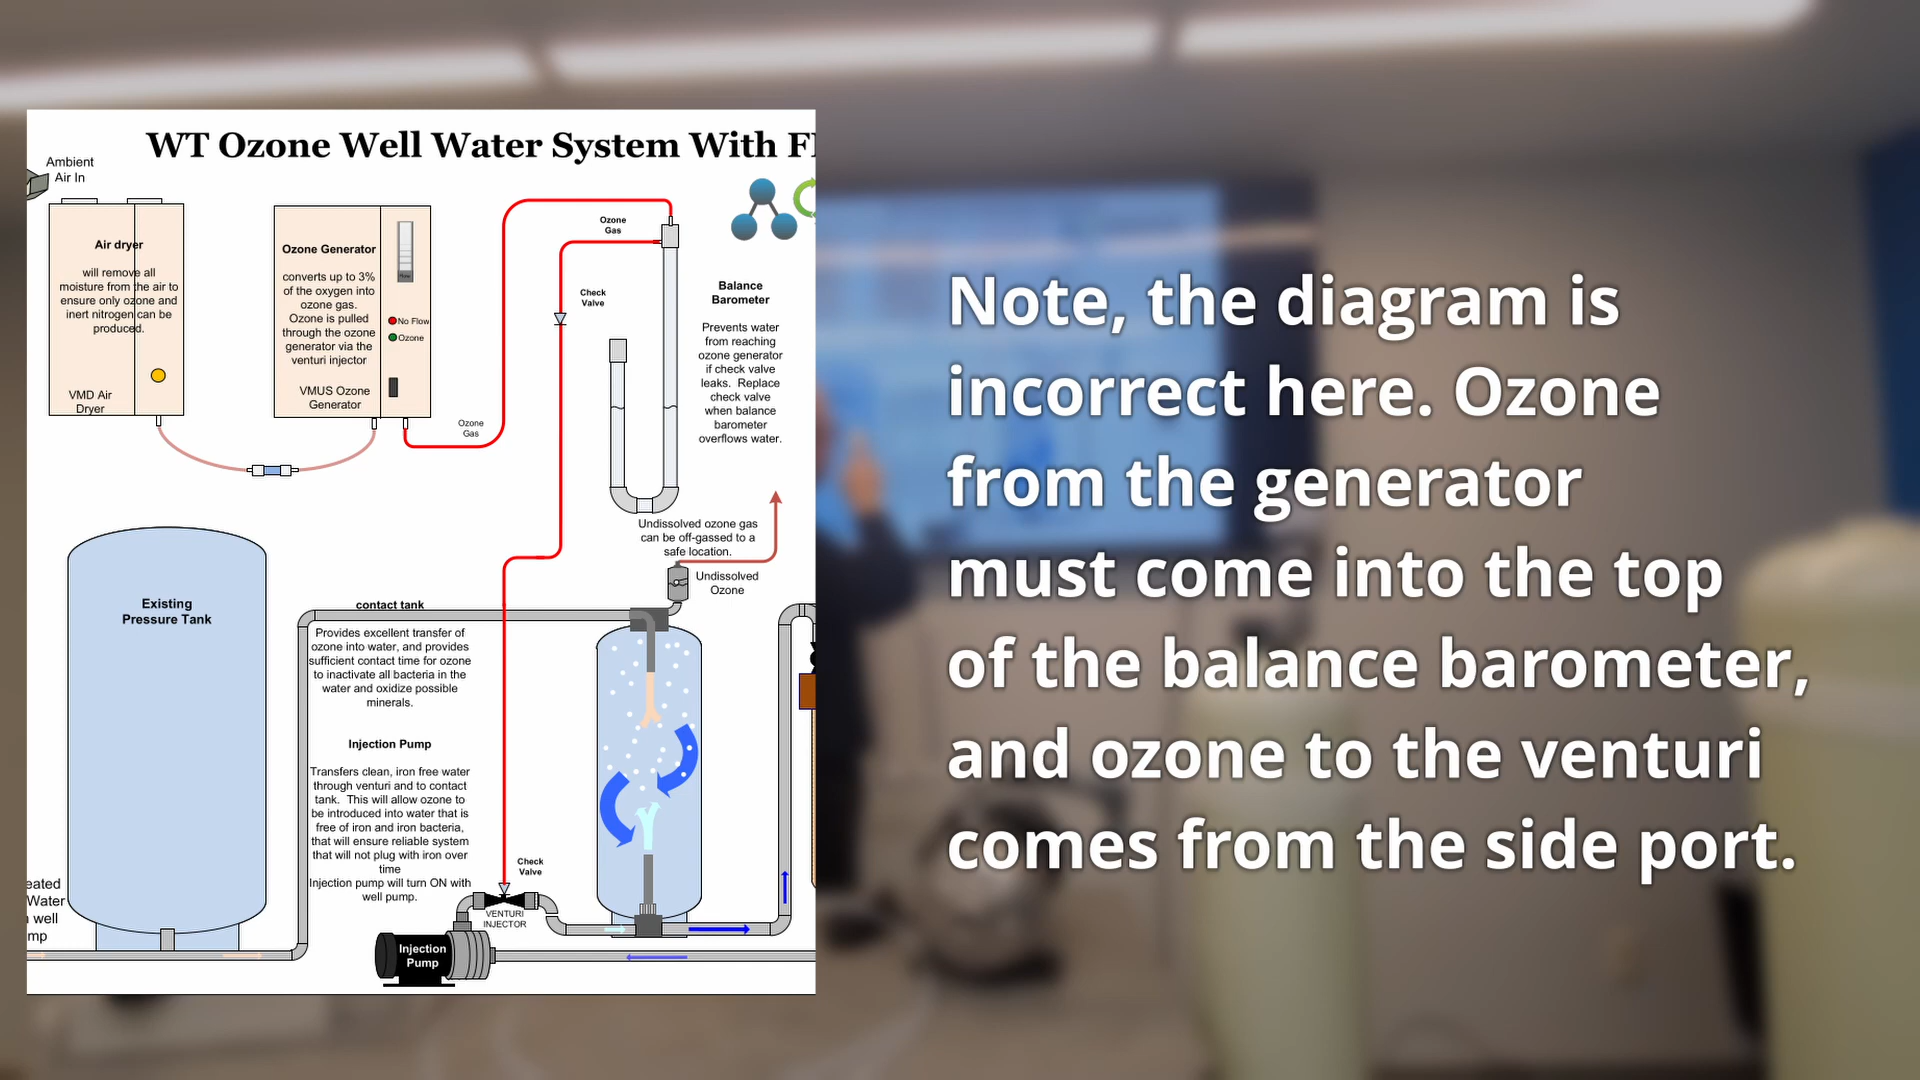 WT Ozone Well Water System With
Ambient
Air In
Air dryer
will remove all
moisture from the air to
ensure only ozone and
inert nitrogen can be
produced.
VMD Air
Dryer
Ozone Generator
converts up to 3%
of the oxygen into
ozone gas.
Ozone is pulled
through the ozone
generator via the
venturi injector
VMUS Ozone
Generator
No Flow
Ozone
Ozone
Gas
Ozone
Gas
Check
Valve
Balance
Barometer
Prevents water
from reaching
ozone generator
if check valve
leaks. Replace
check valve
when balance
barometer
overflows water.
Undissolved ozone gas
can be off-gassed to a
safe location.
Undissolved
Ozone
Existing
Pressure Tank
contact tank
Provides excellent transfer of
ozone into water, and provides
sufficient contact time for ozone
to inactivate all bacteria in the
water and oxidize possible
minerals.
Injection Pump
Transfers clean, iron free water
through venturi and to contact
tank. This will allow ozone to
be introduced into water that is
free of iron and iron bacteria,
that will ensure reliable system
that will not plug with iron over
time
Injection pump will turn ON with
well pump.
Check
Valve
VENTURI
INJECTOR
Injection
Pump
eated
Water
well
mp
Note, the diagram is
incorrect here. Ozone
from the generator
must come into the top
of the balance barometer,
and ozone to the venturi
comes from the side port.